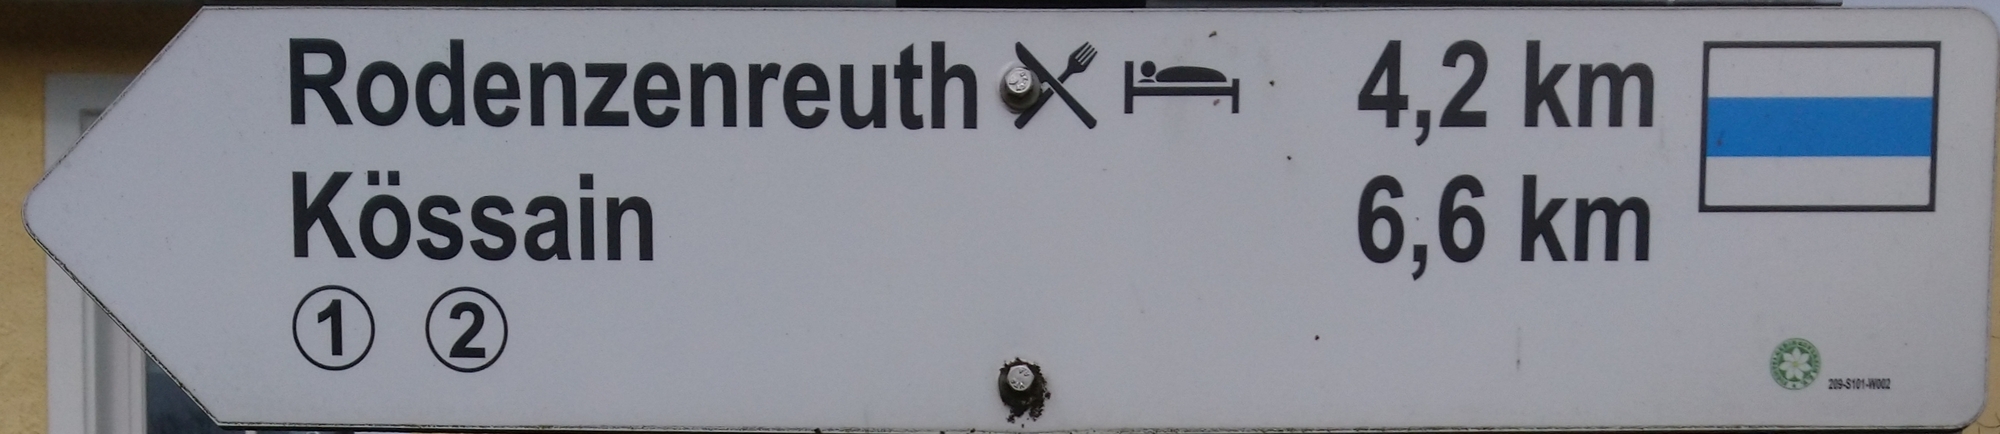 Rodenzenreuth 4,2 km
Kössain 6,6 km
1 2
209-S101-W002